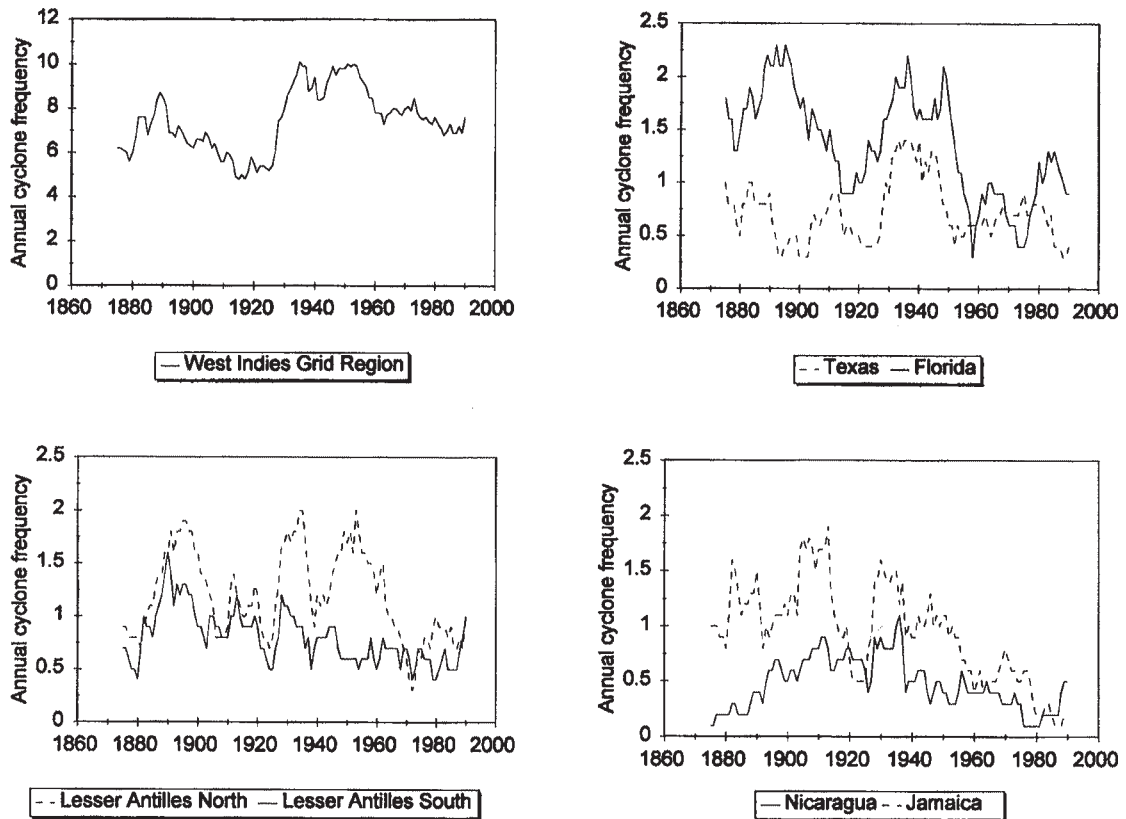 Annual cyclone frequency
12
10
8
6
4
2
0
1860 1880 1900 1920 1940 1960 1980 2000
West Indies Grid Region
Annual cyclone frequency
2.5
2
1.5
1
0.5
0
1860 1880 1900 1920 1940 1960 1980 2000
Texas Florida
Annual cyclone frequency
2.5
2
1.5
1
0.5
0
1860 1880 1900 1920 1940 1960 1980 2000
Lesser Antilles North Lesser Antilles South
Annual cyclone frequency
2.5
2
1.5
1
0.5
0
1860 1880 1900 1920 1940 1960 1980 2000
Nicaragua Jamaica